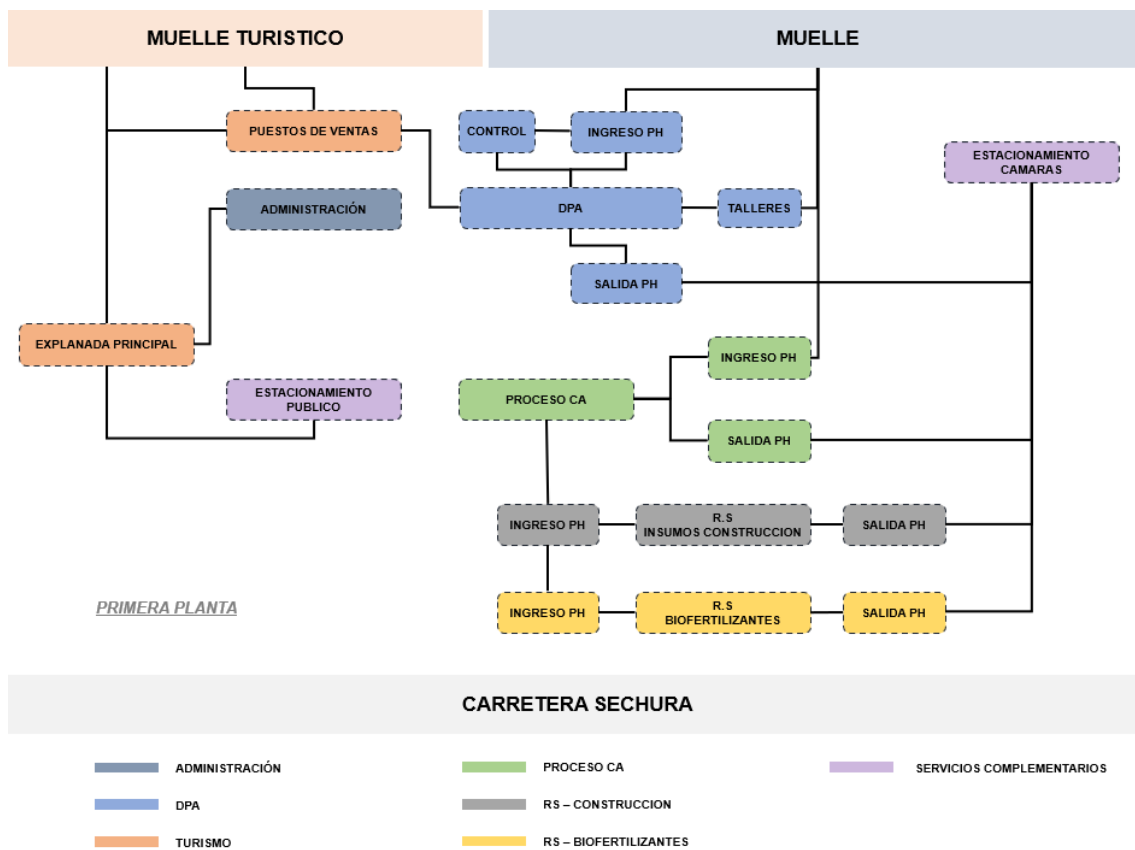 MUELLE TURISTICO
MUELLE
PUESTOS DE VENTAS
CONTROL
INGRESO PH
ESTACIONAMIENTO
CAMARAS
ADMINISTRACIÓN
DPA
TALLERES
SALIDA PH
EXPLANADA PRINCIPAL
INGRESO PH
ESTACIONAMIENTO
PUBLICO
PROCESO CA
SALIDA PH
INGRESO PH
R.S
INSUMOS CONSTRUCCION
SALIDA PH
PRIMERA PLANTA
INGRESO PH
R.S
BIOFERTILIZANTES
SALIDA PH
CARRETERA SECHURA
ADMINISTRACIÓN
DPA
TURISMO
PROCESO CA
RS – CONSTRUCCION
RS – BIOFERTILIZANTES
SERVICIOS COMPLEMENTARIOS